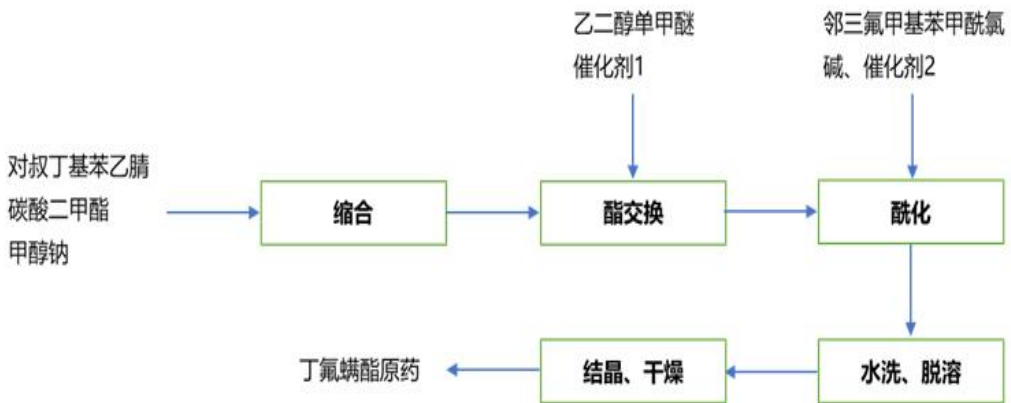 乙二醇单甲醚
催化剂1
邻三氟甲基苯甲酰氯
碱、催化剂2
对叔丁基苯乙腈
碳酸二甲酯
甲醇钠
缩合
酯交换
酰化
丁氟螨酯原药
结晶、干燥
水洗、脱溶